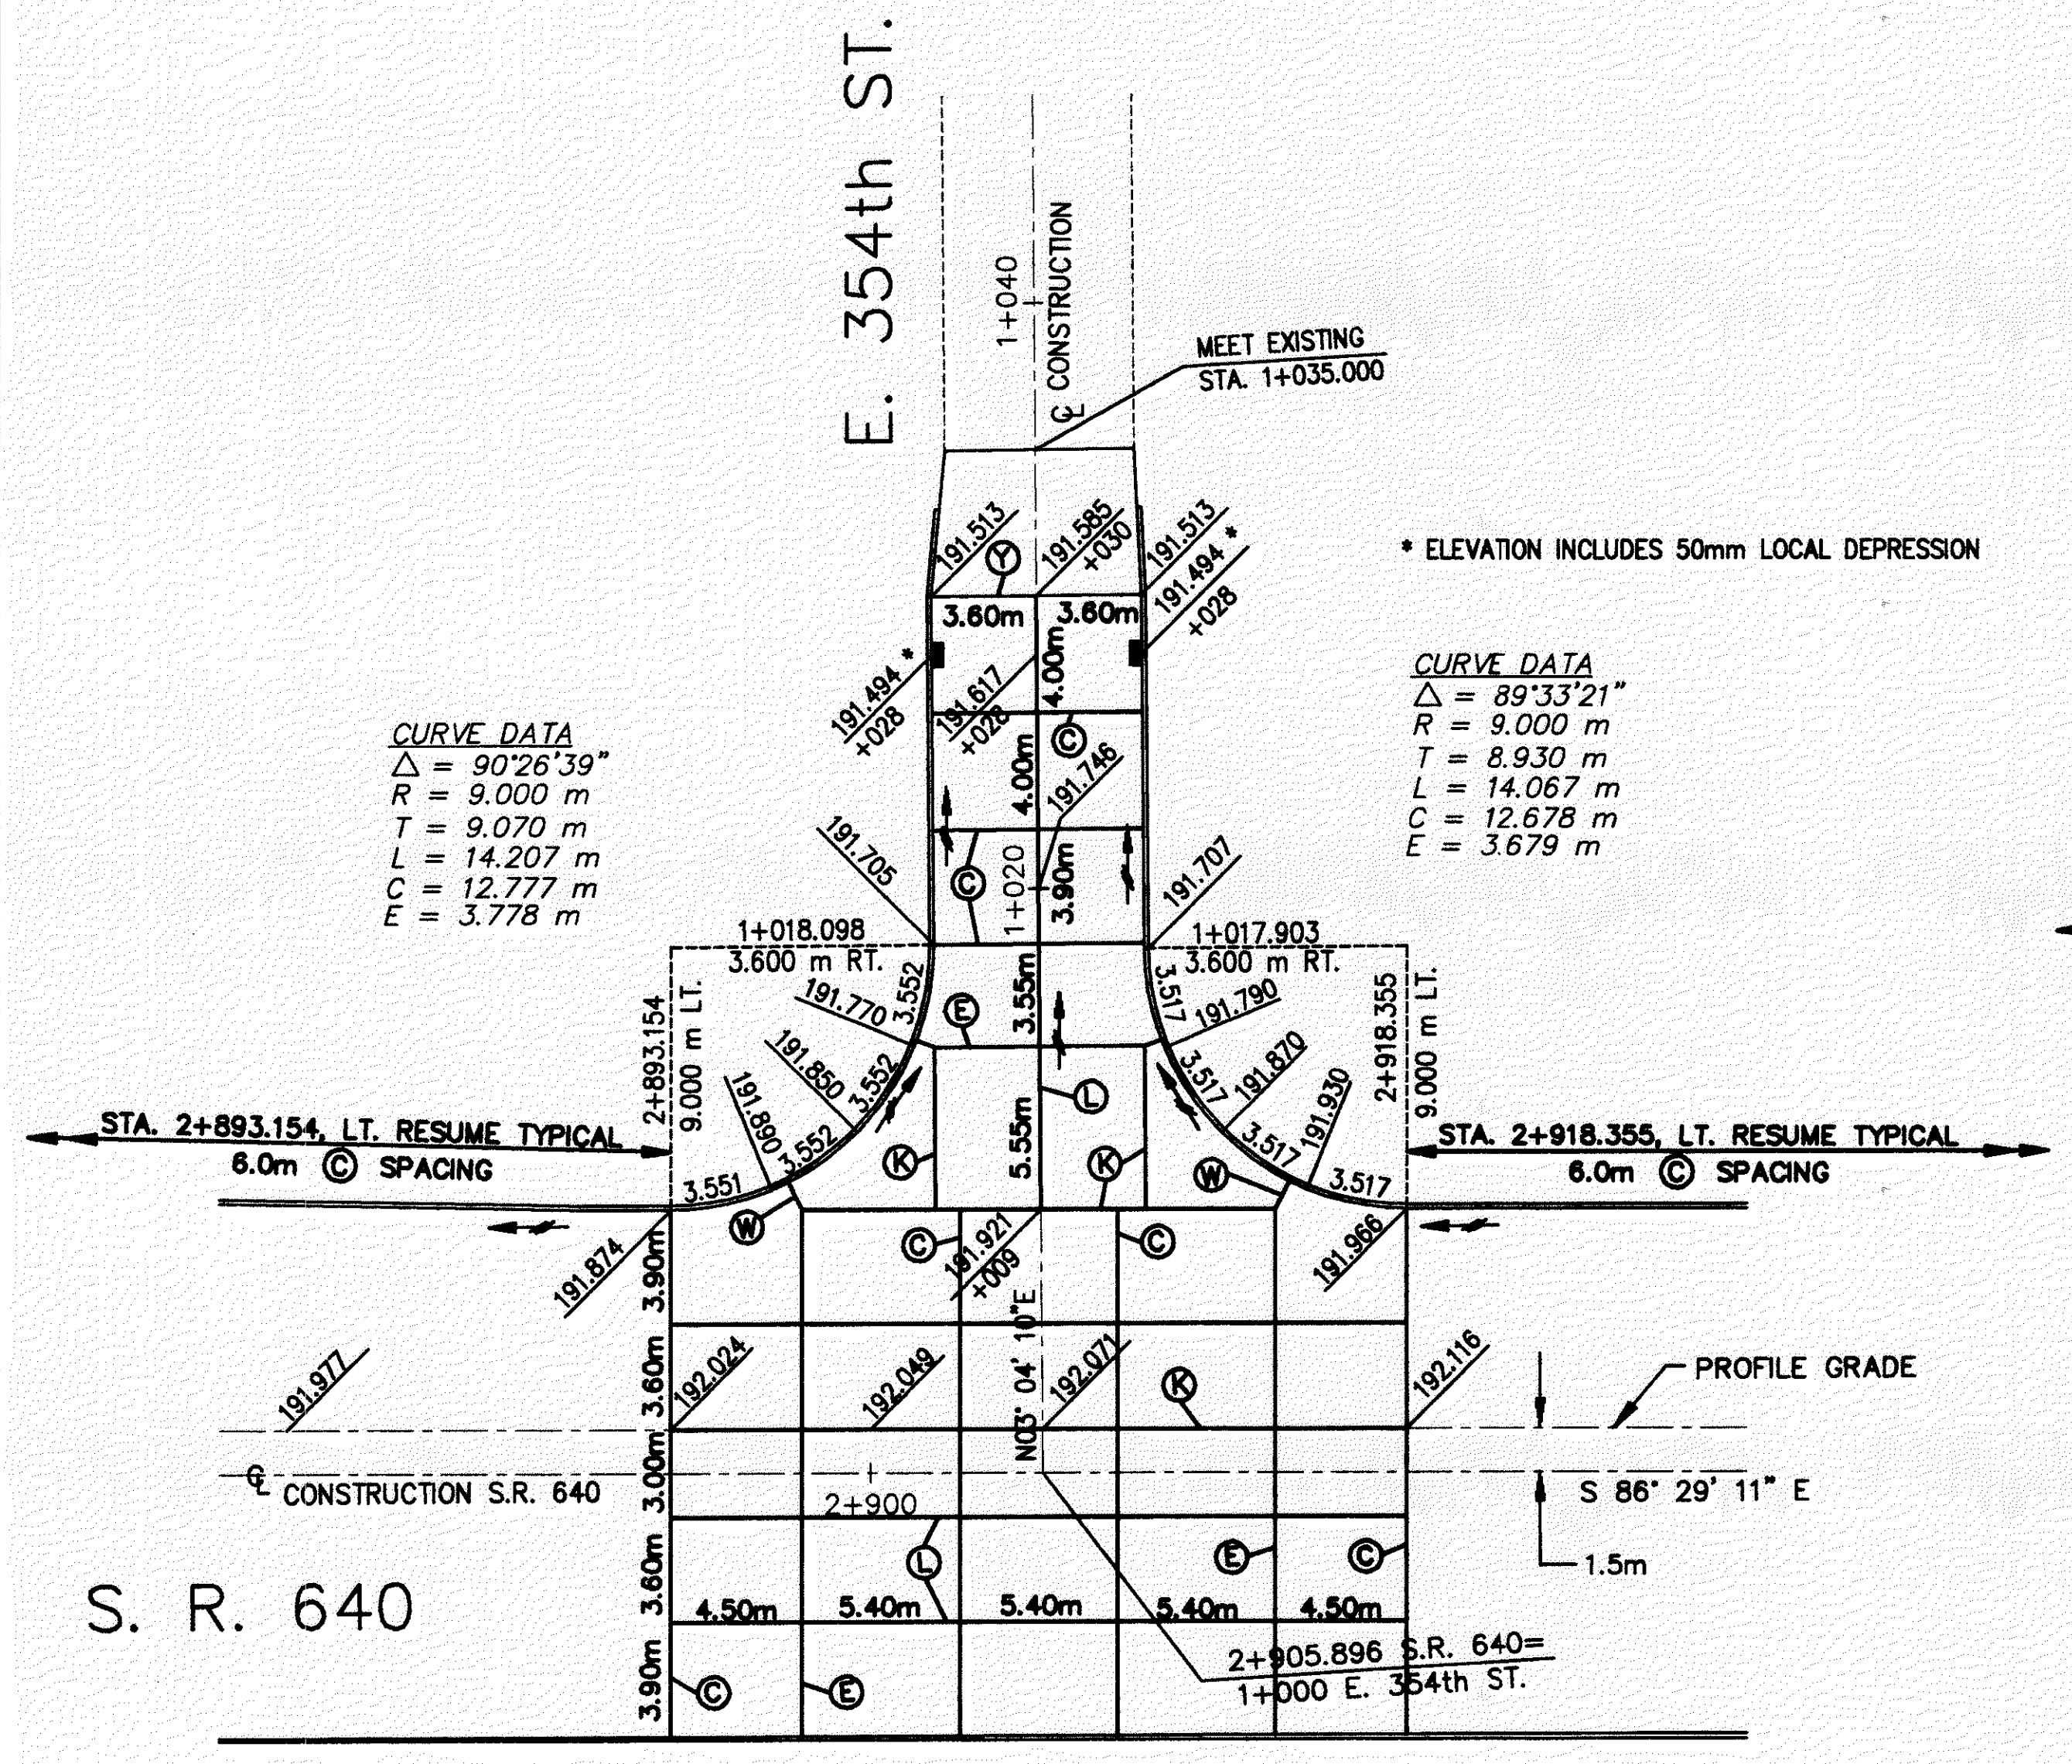 E. 354th ST.
1+040
℄ CONSTRUCTION
MEET EXISTING
STA. 1+035.000
191.513
Y
191.585
+030
191.513
191.494 *
+028
* ELEVATION INCLUDES 50mm LOCAL DEPRESSION
3.60m
3.60m
4.00m
191.494 *
+028
191.617
+028
C
CURVE DATA
△ = 90°26'39"
R = 9.000 m
T = 9.070 m
L = 14.207 m
C = 12.777 m
E = 3.778 m
CURVE DATA
△ = 89°33'21"
R = 9.000 m
T = 8.930 m
L = 14.067 m
C = 12.678 m
E = 3.679 m
4.00m
191.746
191.705
C
1+020
3.90m
191.707
1+018.098
3.600 m RT.
1+017.903
3.600 m RT.
2+893.154
9.000 m LT.
191.770
3.552
E
3.55m
3.517
191.790
2+918.355
9.000 m LT.
191.850
3.552
191.890
3.552
3.551
L
3.517
191.870
3.517
191.930
3.517
STA. 2+893.154, LT. RESUME TYPICAL
6.0m C SPACING
K
5.55m
K
W
STA. 2+918.355, LT. RESUME TYPICAL
6.0m C SPACING
W
C
191.921
+009
C
191.874
3.90m
191.966
191.977
3.60m
192.024
192.049
N03° 04' 10"E
192.071
K
192.116
PROFILE GRADE
℄ CONSTRUCTION S.R. 640
3.00m
2+900
S 86° 29' 11" E
1.5m
S. R. 640
3.60m
L
E
C
4.50m
5.40m
5.40m
5.40m
4.50m
3.90m
C
E
2+905.896 S.R. 640=
1+000 E. 354th ST.